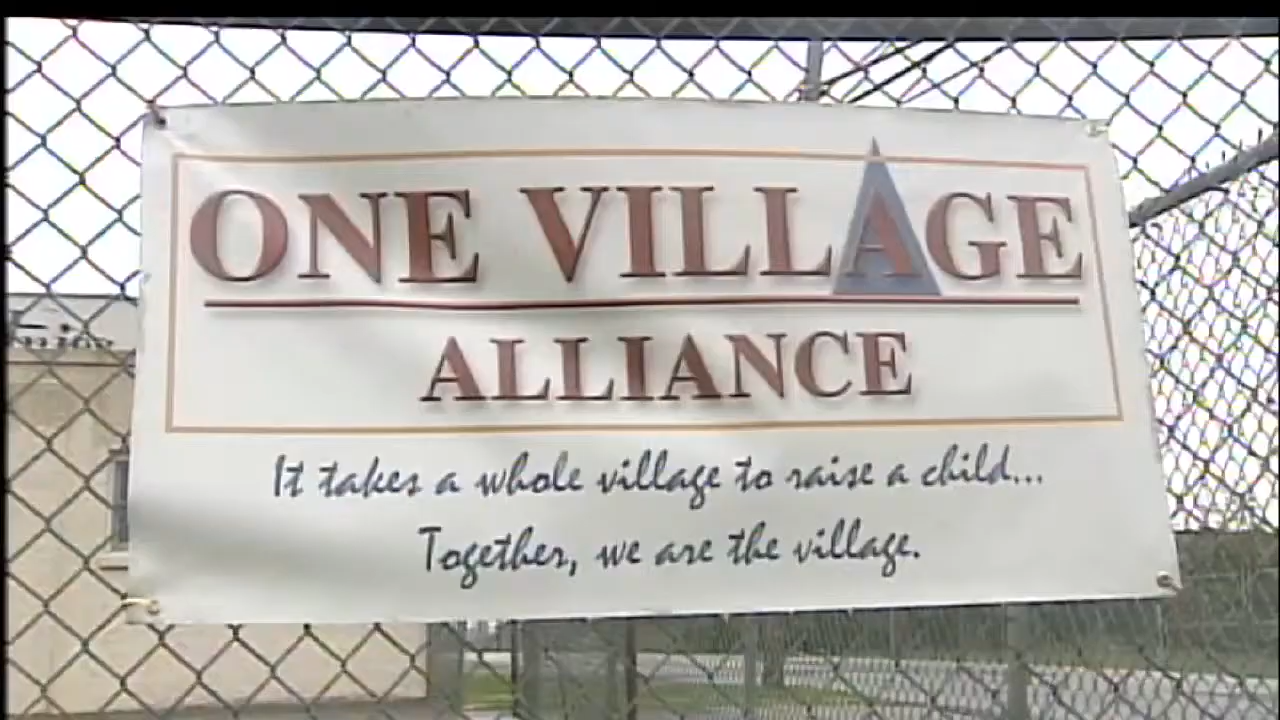 ONE VILLAGE
ALLIANCE
It takes a whole village to raise a child...
Together, we are the village.